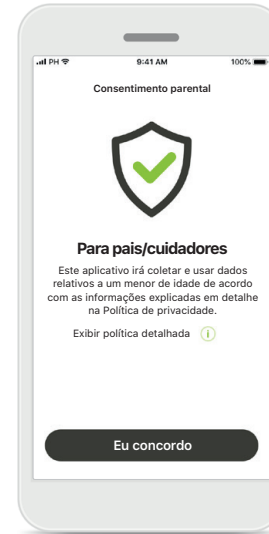 PH 9:41 AM 100%
Consentimento parental
Para pais/cuidadores
Este aplicativo irá coletar e usar dados
relativos a um menor de idade de acordo
com as informações explicadas em detalhe
na Política de privacidade.
Exibir política detalhada i
Eu concordo